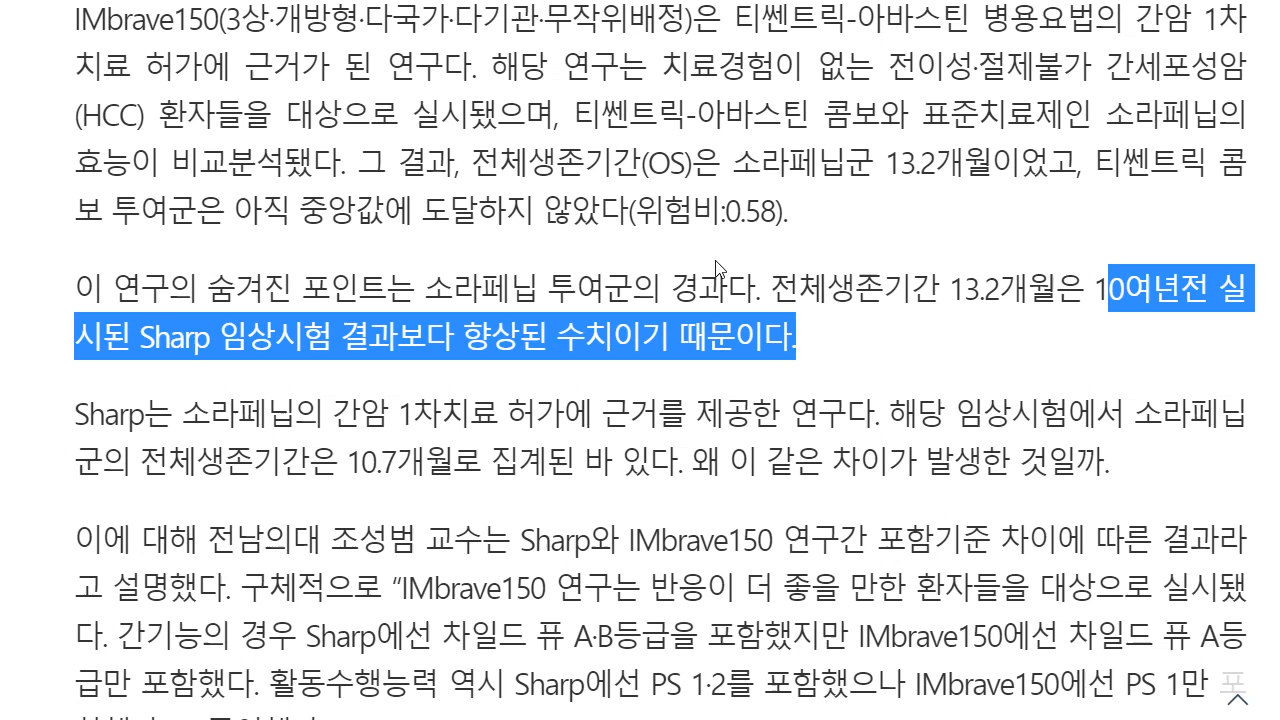 IMbrave150(3상·개방형·다국가·다기관·무작위배정)은 티쎈트릭-아바스틴 병용요법의 간암 1차
치료 허가에 근거가 된 연구다. 해당 연구는 치료경험이 없는 전이성·절제불가 간세포성암
(HCC) 환자들을 대상으로 실시됐으며, 티쎈트릭-아바스틴 콤보와 표준치료제인 소라페닙의
효능이 비교분석됐다. 그 결과, 전체생존기간(OS)은 소라페닙군 13.2개월이었고, 티쎈트릭 콤
보 투여군은 아직 중앙값에 도달하지 않았다(위험비:0.58).
이 연구의 숨겨진 포인트는 소라페닙 투여군의 경과다. 전체생존기간 13.2개월은 10여년전 실
시된 Sharp 임상시험 결과보다 향상된 수치이기 때문이다.
Sharp는 소라페닙의 간암 1차치료 허가에 근거를 제공한 연구다. 해당 임상시험에서 소라페닙
군의 전체생존기간은 10.7개월로 집계된 바 있다. 왜 이 같은 차이가 발생한 것일까.
이에 대해 전남의대 조성범 교수는 Sharp와 IMbrave150 연구간 포함기준 차이에 따른 결과라
고 설명했다. 구체적으로 “IMbrave150 연구는 반응이 더 좋을 만한 환자들을 대상으로 실시됐
다. 간기능의 경우 Sharp에선 차일드 퓨 A·B등급을 포함했지만 IMbrave150에선 차일드 퓨 A등
급만 포함했다. 활동수행능력 역시 Sharp에선 PS 1·2를 포함했으나 IMbrave150에선 PS 1만 포